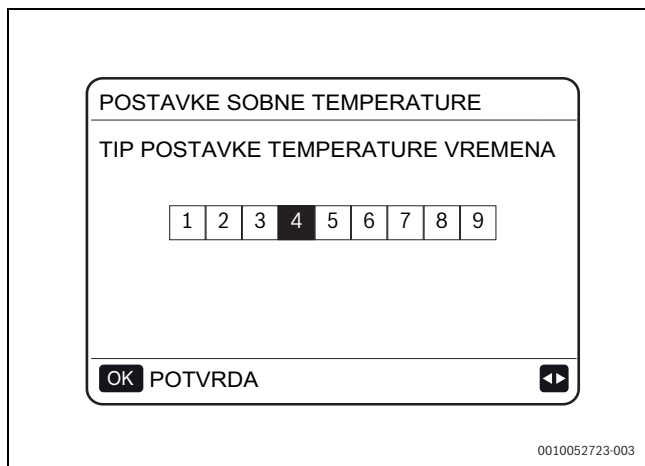 POSTAVKE SOBNE TEMPERATURE
TIP POSTAVKE TEMPERATURE VREMENA
1 2 3 4 5 6 7 8 9
OK POTVRDA
0010052723-003